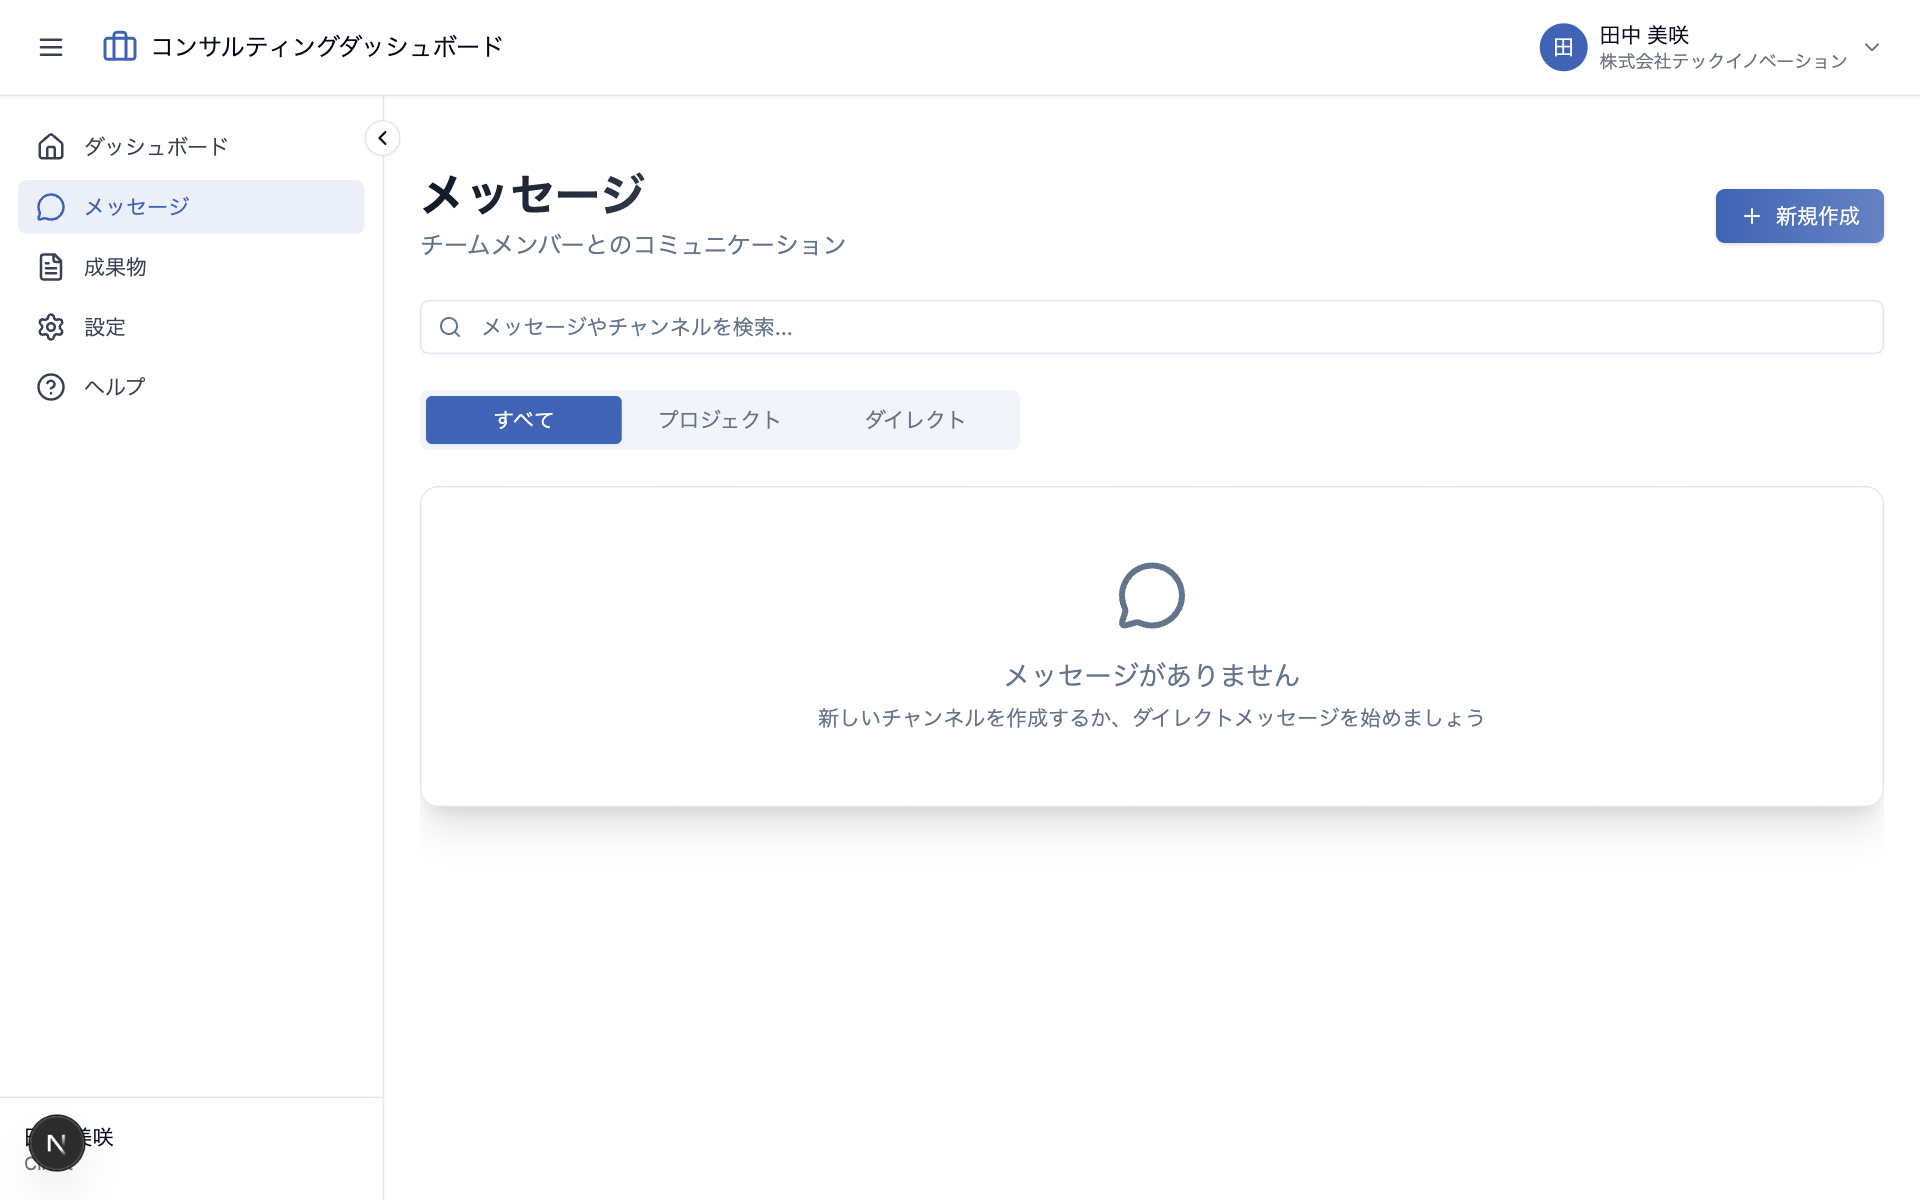 コンサルティングダッシュボード
田
田中 美咲
株式会社テックイノベーション
ダッシュボード
メッセージ
成果物
設定
ヘルプ
メッセージ
チームメンバーとのコミュニケーション
新規作成
メッセージやチャンネルを検索...
すべて
プロジェクト
ダイレクト
メッセージがありません
新しいチャンネルを作成するか、ダイレクトメッセージを始めましょう
美咲
N